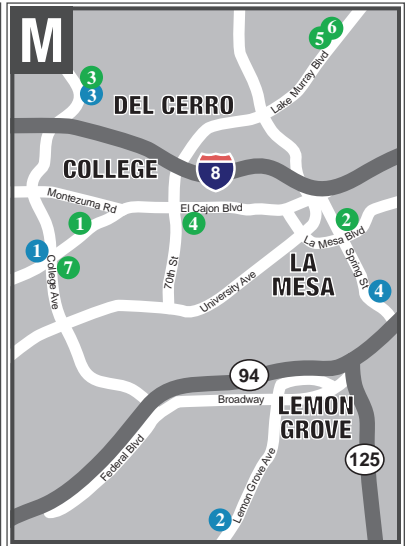 M
6
5
3
3
Lake Murray Blvd
DEL CERRO
COLLEGE
8
Montezuma Rd
El Cajon Blvd
1
4
2
La Mesa Blvd
1
College Ave
7
70th St
University Ave
LA
MESA
Spring St
4
94
Broadway
LEMON
GROVE
Federal Blvd
Lemon Grove Ave
125
2